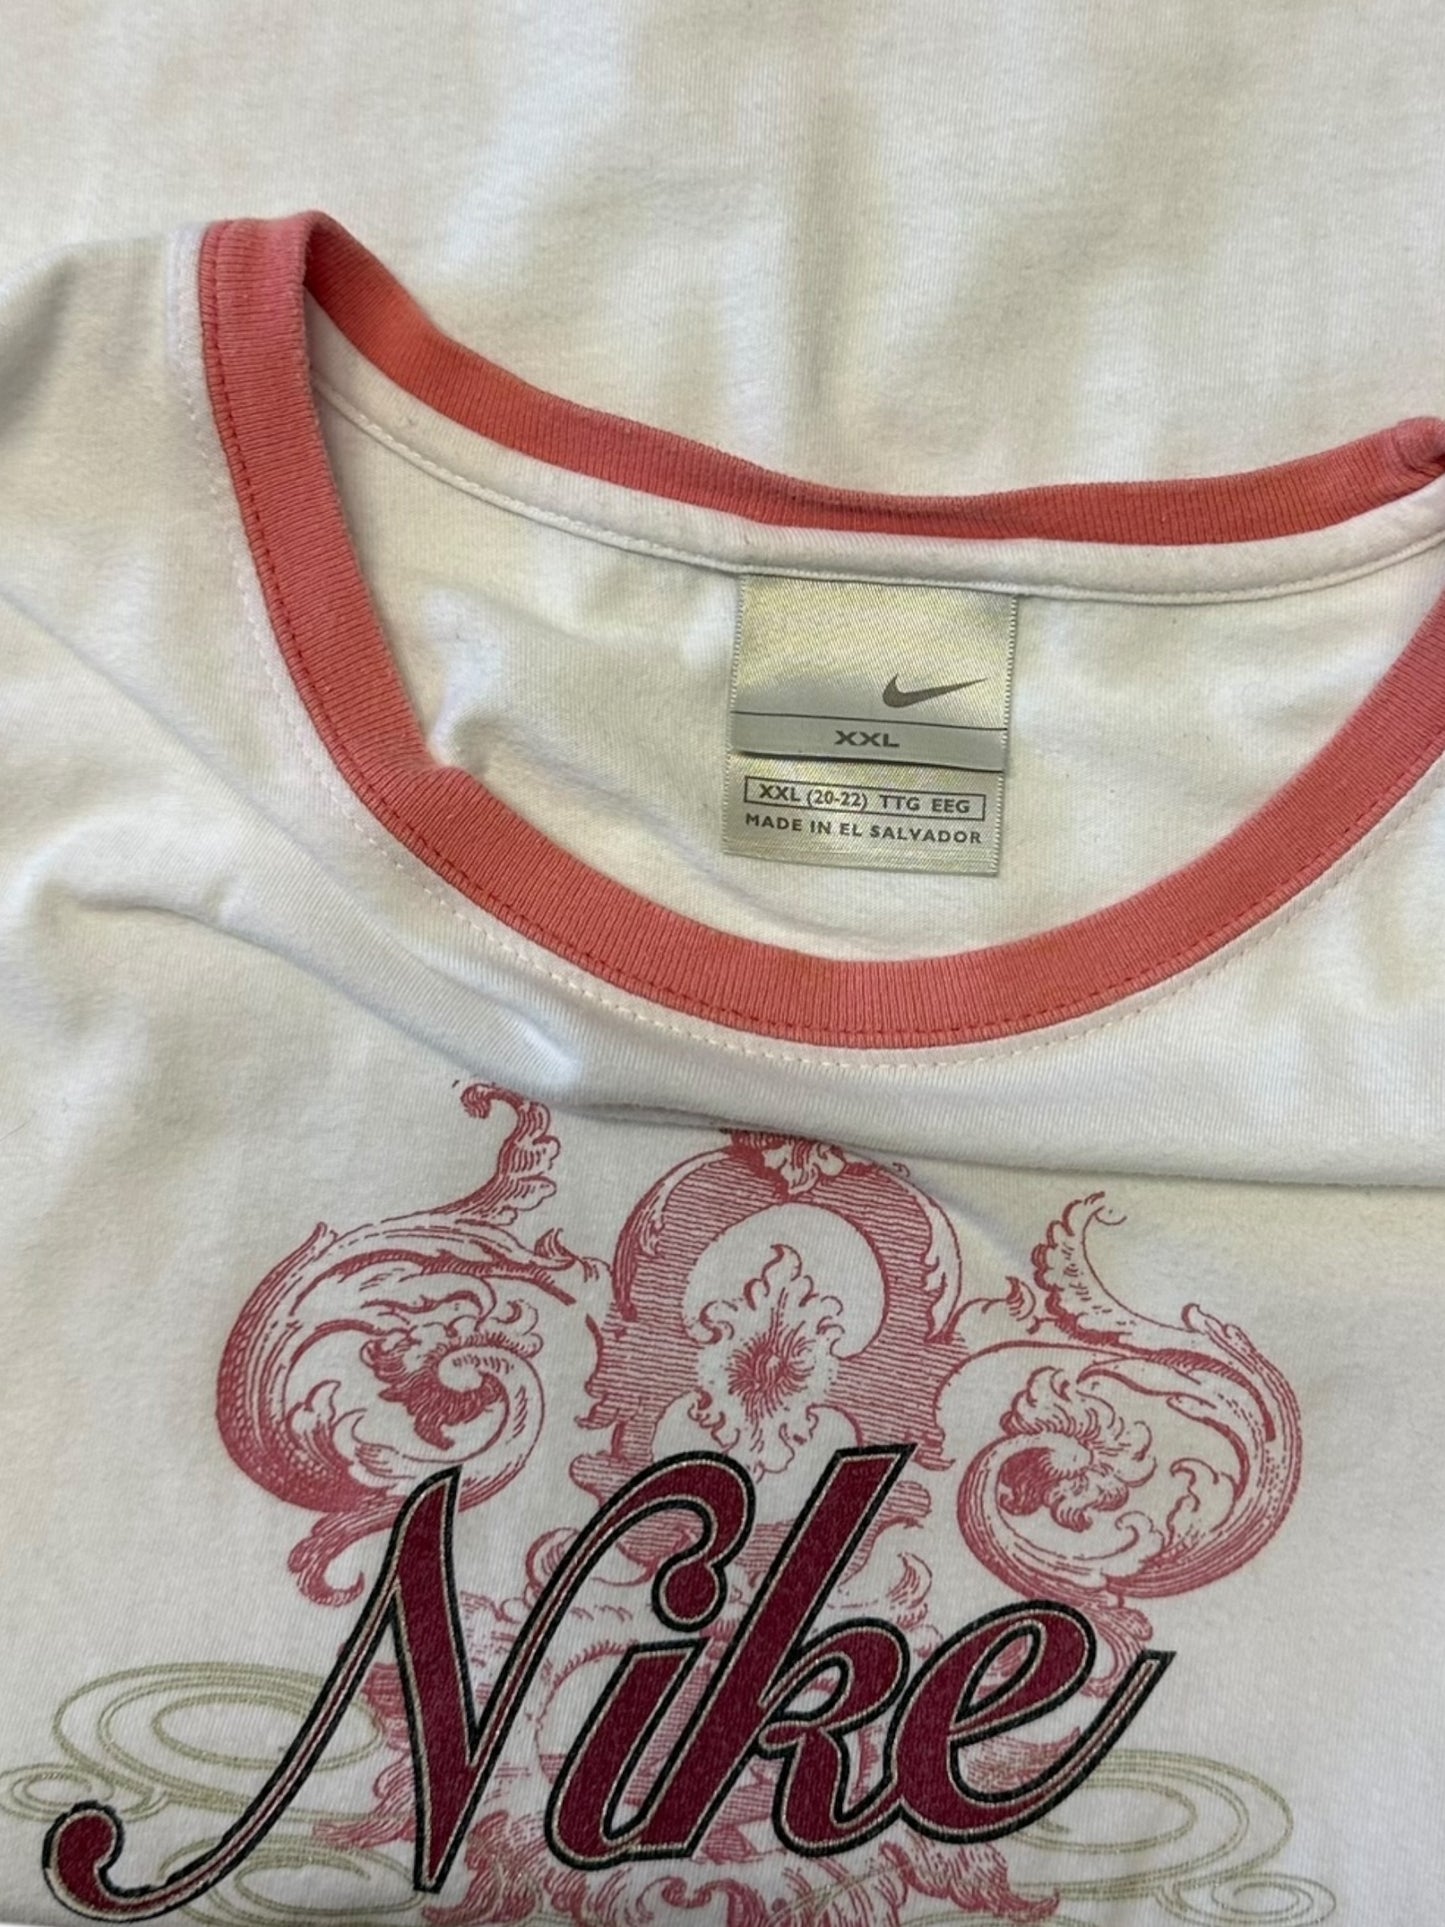 XXL
XXL (20-22) TTG EEG
MADE IN EL SALVADOR
Nike